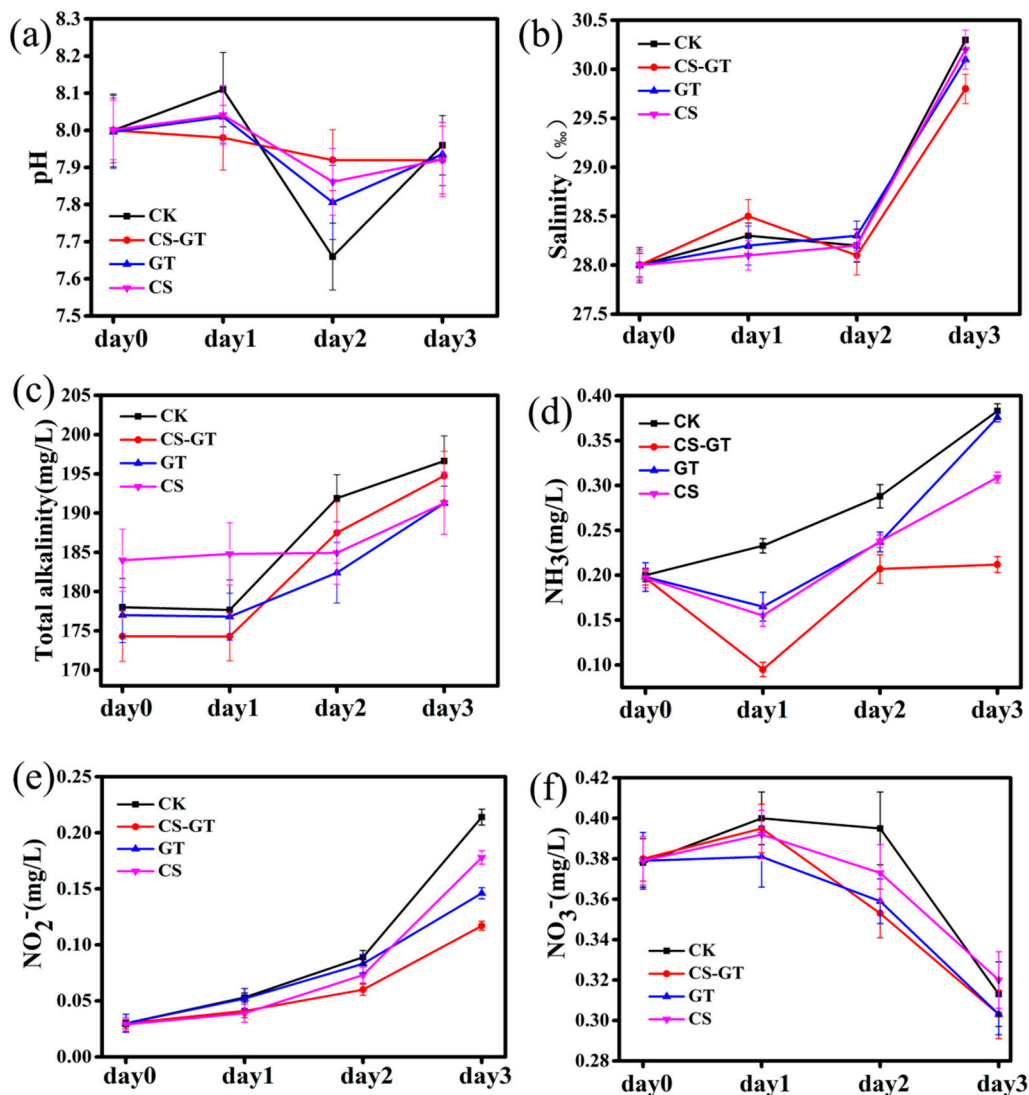 (a)
8.3
8.2
8.1
8.0
7.9
7.8
7.7
7.6
7.5
pH
CK
CS-GT
GT
CS
day0 day1 day2 day3
(b)
30.5
30.0
29.5
29.0
28.5
28.0
27.5
Salinity（‰）
CK
CS-GT
GT
CS
day0 day1 day2 day3
(c)
205
200
195
190
185
180
175
170
Total alkalinity(mg/L)
CK
CS-GT
GT
CS
day0 day1 day2 day3
(d)
0.40
0.35
0.30
0.25
0.20
0.15
0.10
NH3(mg/L)
CK
CS-GT
GT
CS
day0 day1 day2 day3
(e)
0.25
0.20
0.15
0.10
0.05
0.00
NO2-(mg/L)
CK
CS-GT
GT
CS
day0 day1 day2 day3
(f)
0.42
0.40
0.38
0.36
0.34
0.32
0.30
0.28
NO3-(mg/L)
CK
CS-GT
GT
CS
day0 day1 day2 day3